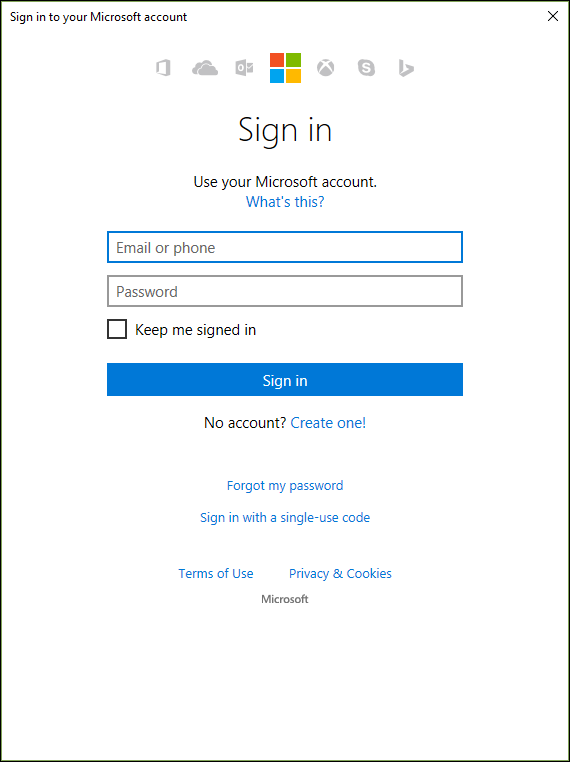 Sign in to your Microsoft account
Sign in
Use your Microsoft account.
What's this?
Email or phone
Password
Keep me signed in
Sign in
No account? Create one!
Forgot my password
Sign in with a single-use code
Terms of Use Privacy & Cookies
Microsoft